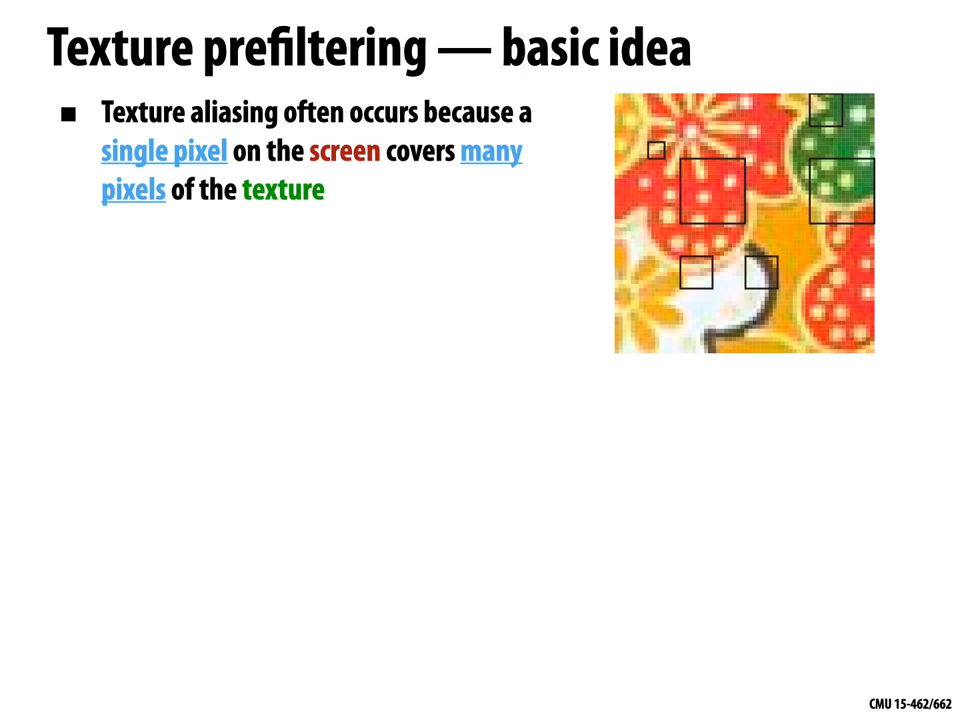 Texture prefiltering — basic idea
■ Texture aliasing often occurs because a
single pixel on the screen covers many
pixels of the texture
CMU 15-462/662